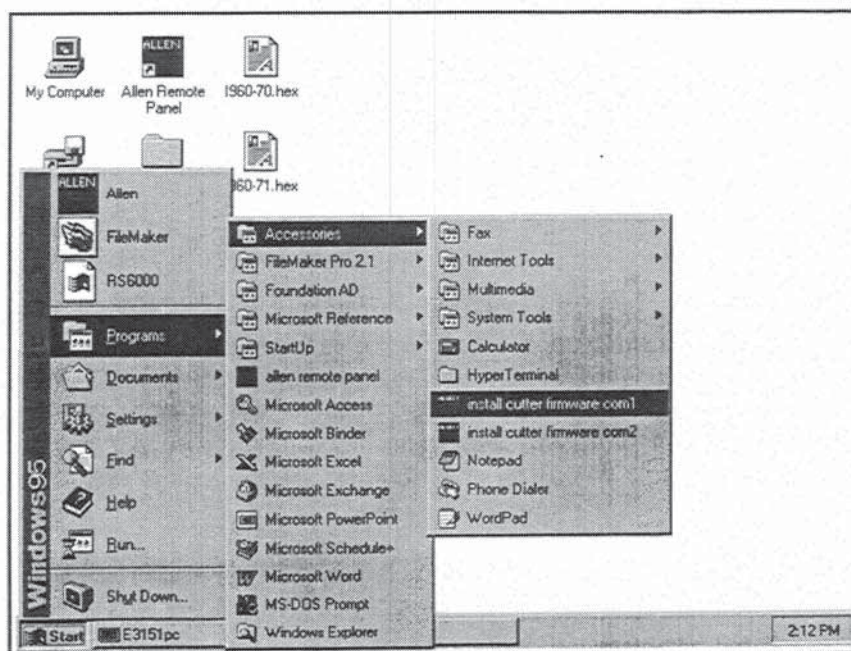 ALLEN
My Computer
Allen Remote Panel
I960-70.hex
60-71.hex
ALLEN
Allen
FileMaker
RS6000
Programs
Documents
Settings
Find
Help
Run...
Shut Down...
Windows95
Accessories
FileMaker Pro 2.1
Foundation AD
Microsoft Reference
StartUp
allen remote panel
Microsoft Access
Microsoft Binder
Microsoft Excel
Microsoft Exchange
Microsoft PowerPoint
Microsoft Schedule+
Microsoft Word
MS-DOS Prompt
Windows Explorer
Fax
Internet Tools
Multimedia
System Tools
Calculator
HyperTerminal
install cutter firmware com1
install cutter firmware com2
Notepad
Phone Dialer
WordPad
Start
E3151pc
2:12 PM